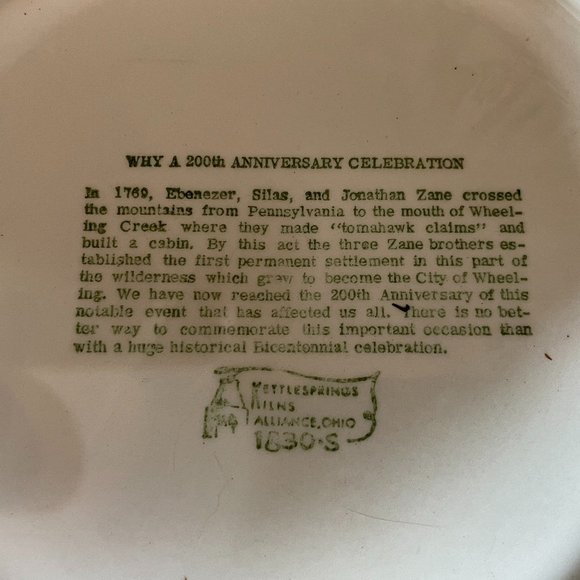 WHY A 200th ANNIVERSARY CELEBRATION
In 1769, Ebenezer, Silas, and Jonathan Zane crossed
the mountains from Pennsylvania to the mouth of Wheel-
ing Creek where they made "tomahawk claims" and
built a cabin. By this act the three Zane brothers es-
tablished the first permanent settlement in this part of
the wilderness which grew to become the City of Wheel-
ing. We have now reached the 200th Anniversary of this
notable event that has affected us all. There is no bet-
ter way to commemorate this important occasion than
with a huge historical Bicentennial celebration.
KETTLESPRINGS
KILNS
ALLIANCE, OHIO
1830-S